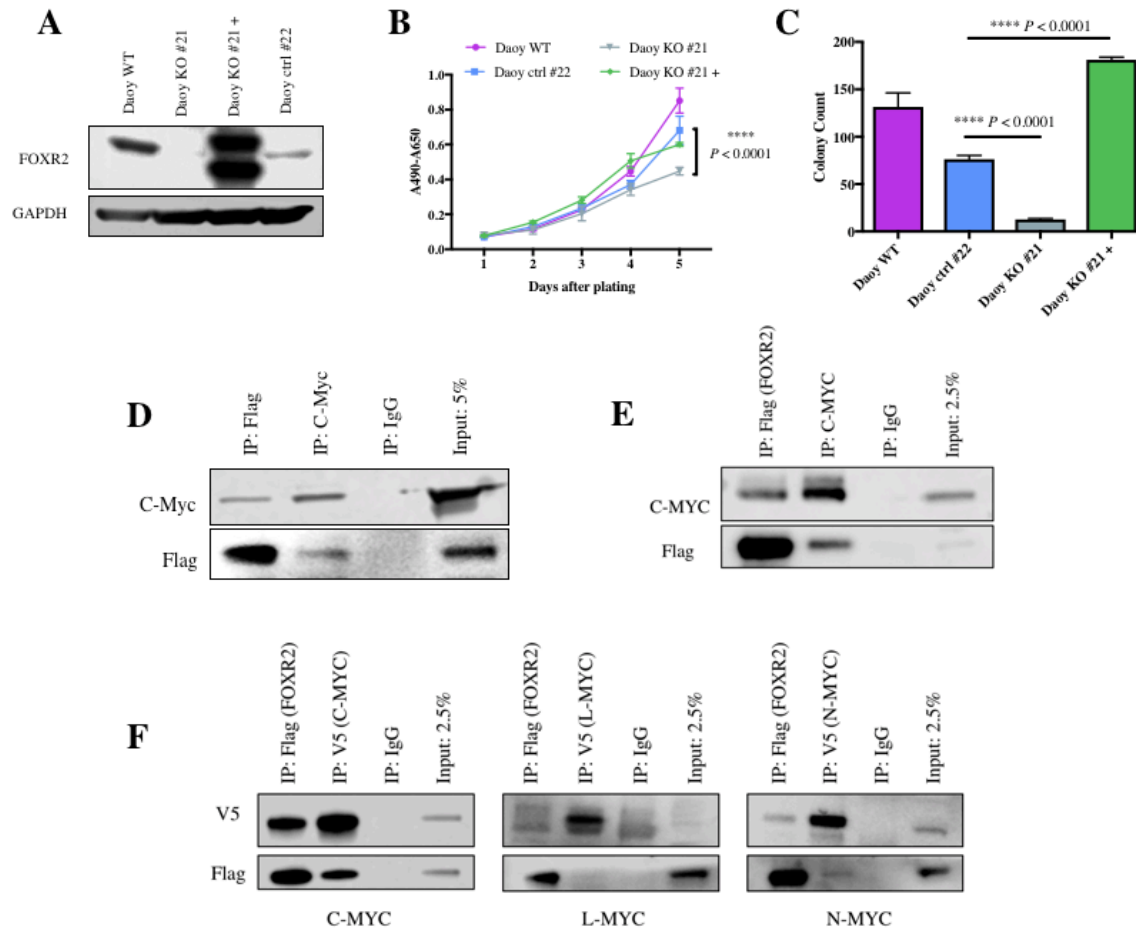 A
Daoy WT
Daoy KO #21
Daoy KO #21 +
Daoy ctrl #22
FOXR2
GAPDH
B
Daoy WT
Daoy KO #21
Daoy ctrl #22
Daoy KO #21 +
1.0
0.8
0.6
0.4
0.2
0.0
A490-A650
****
P < 0.0001
1 2 3 4 5
Days after plating
C
**** P < 0.0001
**** P < 0.0001
200
150
100
50
0
Colony Count
Daoy WT
Daoy ctrl #22
Daoy KO #21
Daoy KO #21 +
D
IP: Flag
IP: C-Myc
IP: IgG
Input: 5%
C-Myc
Flag
E
IP: Flag (FOXR2)
IP: C-MYC
IP: IgG
Input: 2.5%
C-MYC
Flag
F
IP: Flag (FOXR2)
IP: V5 (C-MYC)
IP: IgG
Input: 2.5%
IP: Flag (FOXR2)
IP: V5 (L-MYC)
IP: IgG
Input: 2.5%
IP: Flag (FOXR2)
IP: V5 (N-MYC)
IP: IgG
Input: 2.5%
V5
Flag
C-MYC
L-MYC
N-MYC